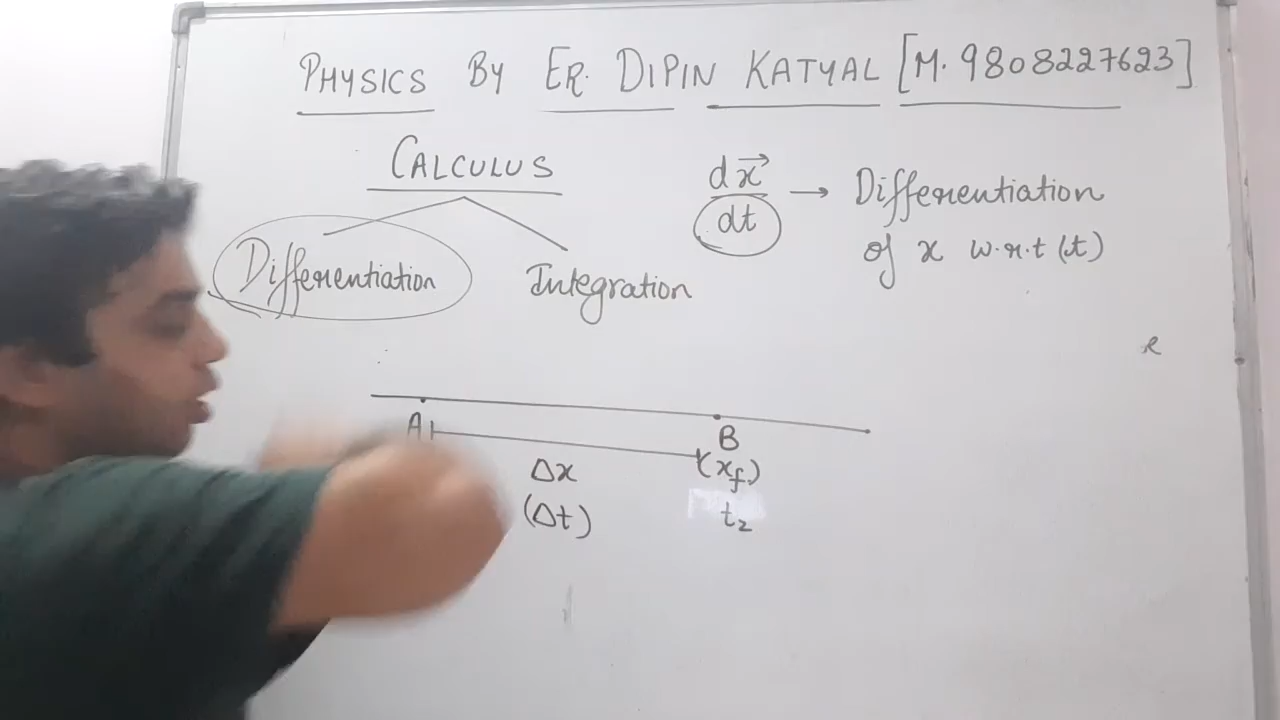 PHYSICS BY ER. DIPIN KATYAL [M. 9808227623]
CALCULUS
Differentiation
Integration
dx⃗/dt → Differentiation
of x w.r.t (t)
A
B
Δx
(xf)
(Δt)
t₂